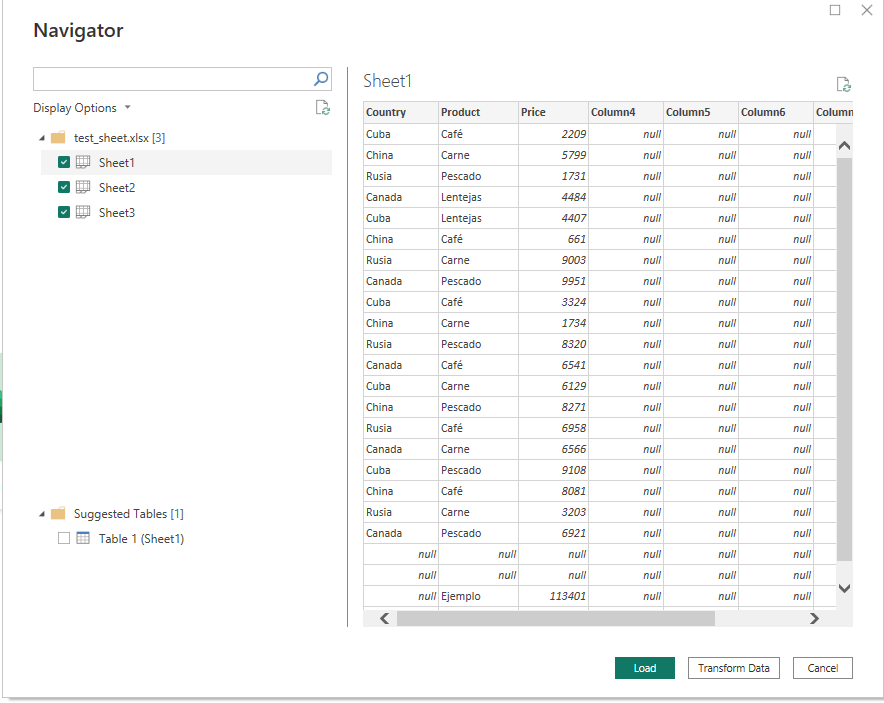 Navigator
Display Options
test_sheet.xlsx [3]
Sheet1
Sheet2
Sheet3
Suggested Tables [1]
Table 1 (Sheet1)
Sheet1
Country Product Price Column4 Column5 Column6 Column
Cuba Café 2209 null null null
China Carne 5799 null null null
Rusia Pescado 1731 null null null
Canada Lentejas 4484 null null null
Cuba Lentejas 4407 null null null
China Café 661 null null null
Rusia Carne 9003 null null null
Canada Pescado 9951 null null null
Cuba Café 3324 null null null
China Carne 1734 null null null
Rusia Pescado 8320 null null null
Canada Café 6541 null null null
Cuba Carne 6129 null null null
China Pescado 8271 null null null
Rusia Café 6958 null null null
Canada Carne 6566 null null null
Cuba Pescado 9108 null null null
China Café 8081 null null null
Rusia Carne 3203 null null null
Canada Pescado 6921 null null null
null null null null null null
null null null null null null
null Ejemplo 113401 null null null
Load Transform Data Cancel